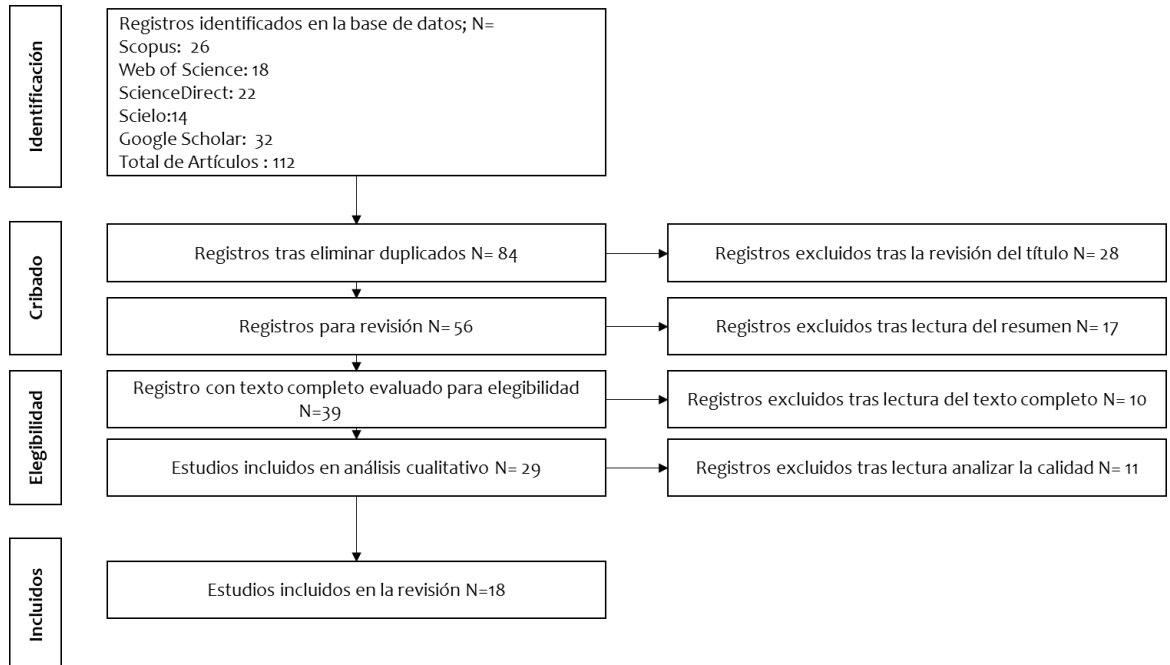 Identificación
Registros identificados en la base de datos; N=
Scopus: 26
Web of Science: 18
ScienceDirect: 22
Scielo:14
Google Scholar: 32
Total de Artículos : 112
Cribado
Registros tras eliminar duplicados N= 84
Registros excluidos tras la revisión del título N= 28
Registros para revisión N= 56
Registros excluidos tras lectura del resumen N= 17
Elegibilidad
Registro con texto completo evaluado para elegibilidad
N=39
Registros excluidos tras lectura del texto completo N= 10
Estudios incluidos en análisis cualitativo N= 29
Registros excluidos tras lectura analizar la calidad N= 11
Incluidos
Estudios incluidos en la revisión N=18